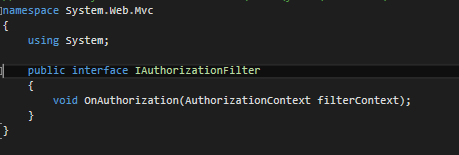 namespace System.Web.Mvc
{
    using System;
    public interface IAuthorizationFilter
    {
        void OnAuthorization(AuthorizationContext filterContext);
    }
}